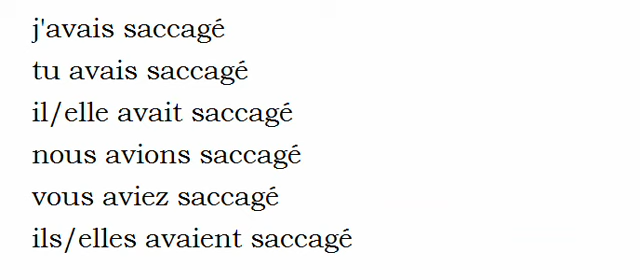 j'avais saccagé
tu avais saccagé
il/elle avait saccagé
nous avions saccagé
vous aviez saccagé
ils/elles avaient saccagé